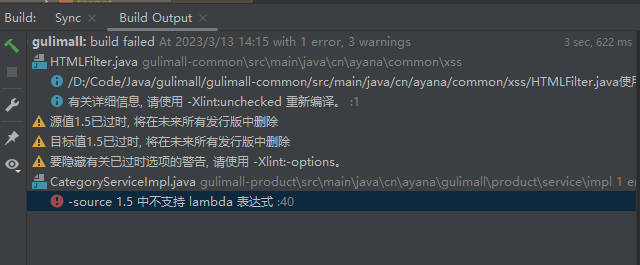 Build: Sync × Build Output ×
gulimall: build failed At 2023/3/13 14:15 with 1 error, 3 warnings 3 sec, 622 ms
HTMLFilter.java gulimall-common\src\main\java\cn\ayana\common\xss
/D:/Code/Java/gulimall/gulimall-common/src/main/java/cn/ayana/common/xss/HTMLFilter.java使用
有关详细信息, 请使用 -Xlint:unchecked 重新编译。 :1
源值1.5已过时, 将在未来所有发行版中删除
目标值1.5已过时, 将在未来所有发行版中删除
要隐藏有关已过时选项的警告, 请使用 -Xlint:-options。
CategoryServiceImpl.java gulimall-product\src\main\java\cn\ayana\gulimall\product\service\impl 1 er
-source 1.5 中不支持 lambda 表达式 :40